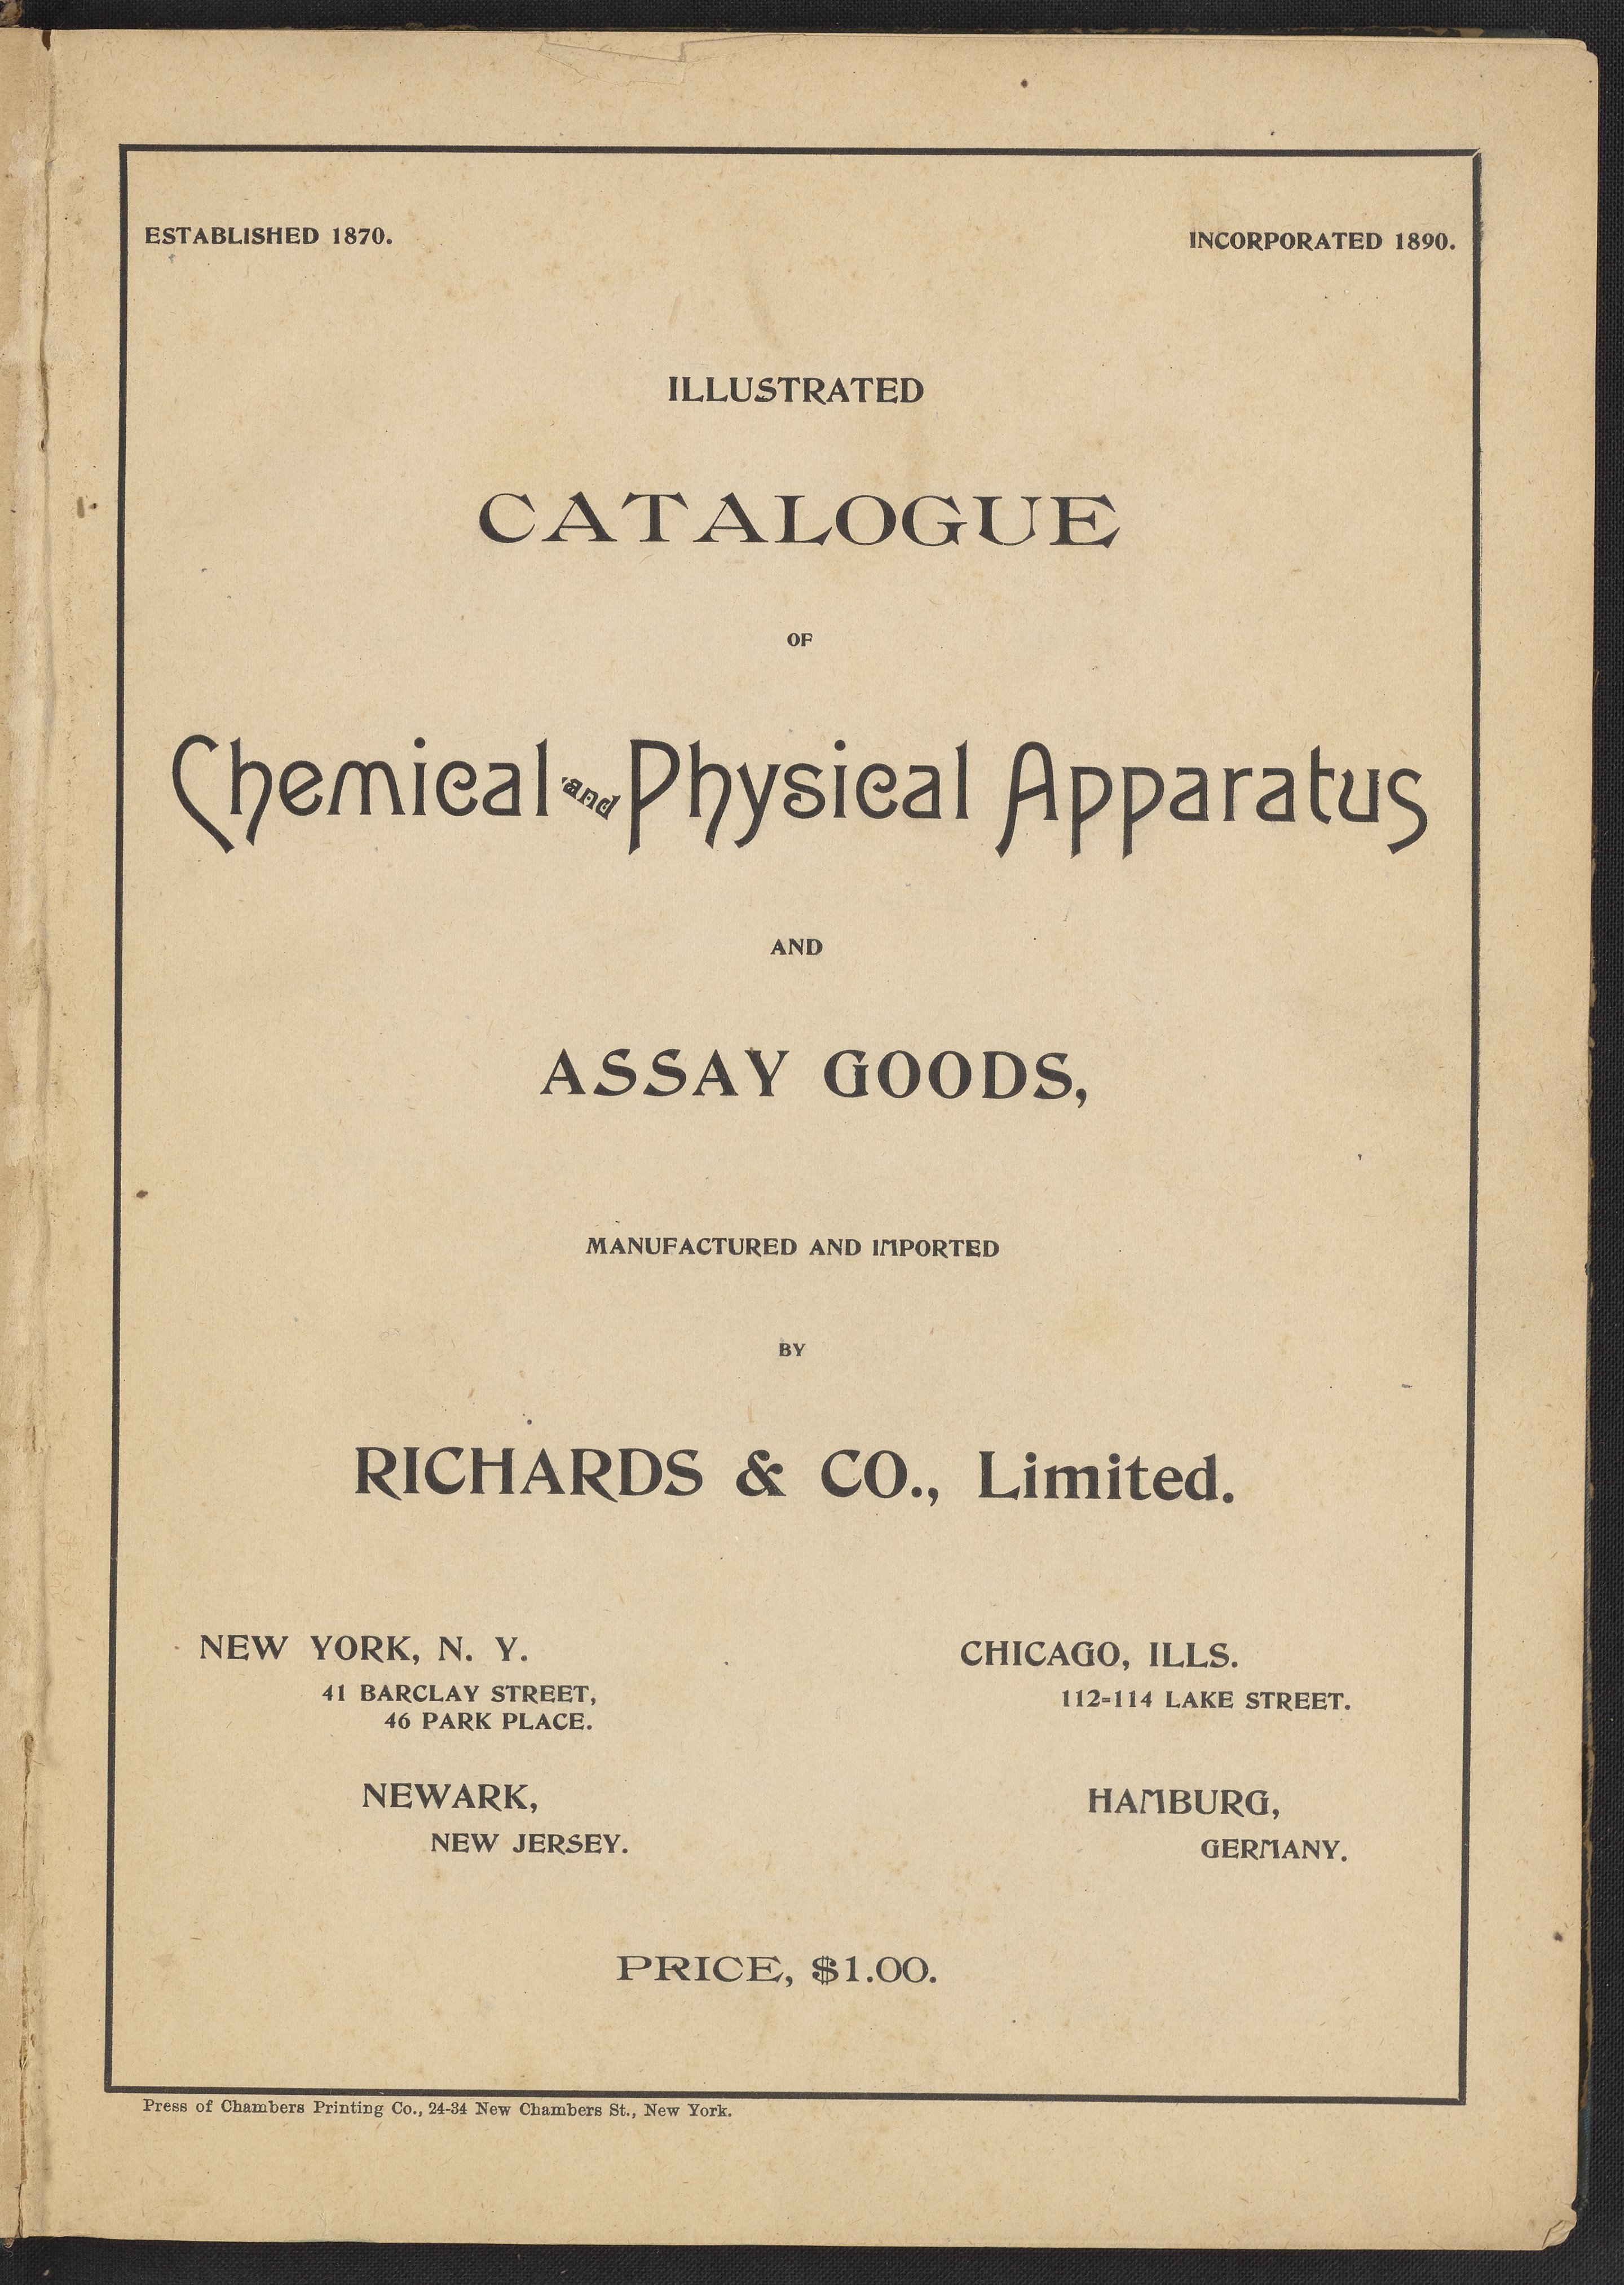 ESTABLISHED 1870. INCORPORATED 1890.
ILLUSTRATED
CATALOGUE
OF
Chemical and Physical Apparatus
AND
ASSAY GOODS,
MANUFACTURED AND IMPORTED
BY
RICHARDS & CO., Limited.
NEW YORK, N. Y.
41 BARCLAY STREET,
46 PARK PLACE.
CHICAGO, ILLS.
112-114 LAKE STREET.
NEWARK,
NEW JERSEY.
HAMBURG,
GERMANY.
PRICE, $1.00.
Press of Chambers Printing Co., 24-34 New Chambers St., New York.